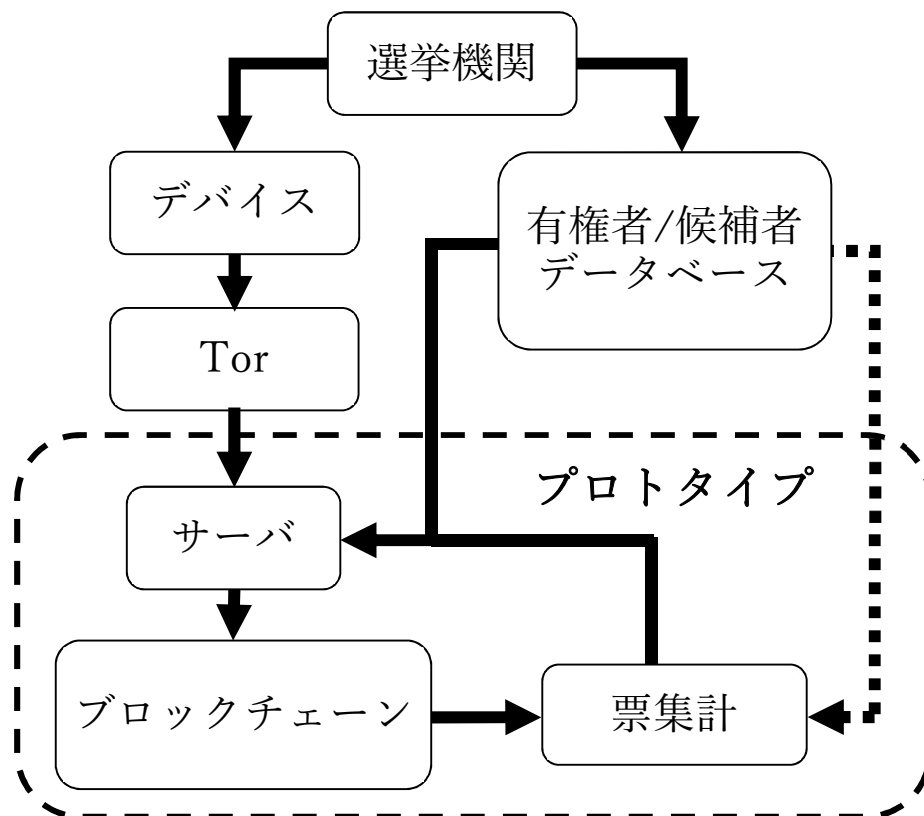 選挙機関
デバイス
有権者/候補者
データベース
Tor
プロトタイプ
サーバ
ブロックチェーン
票集計